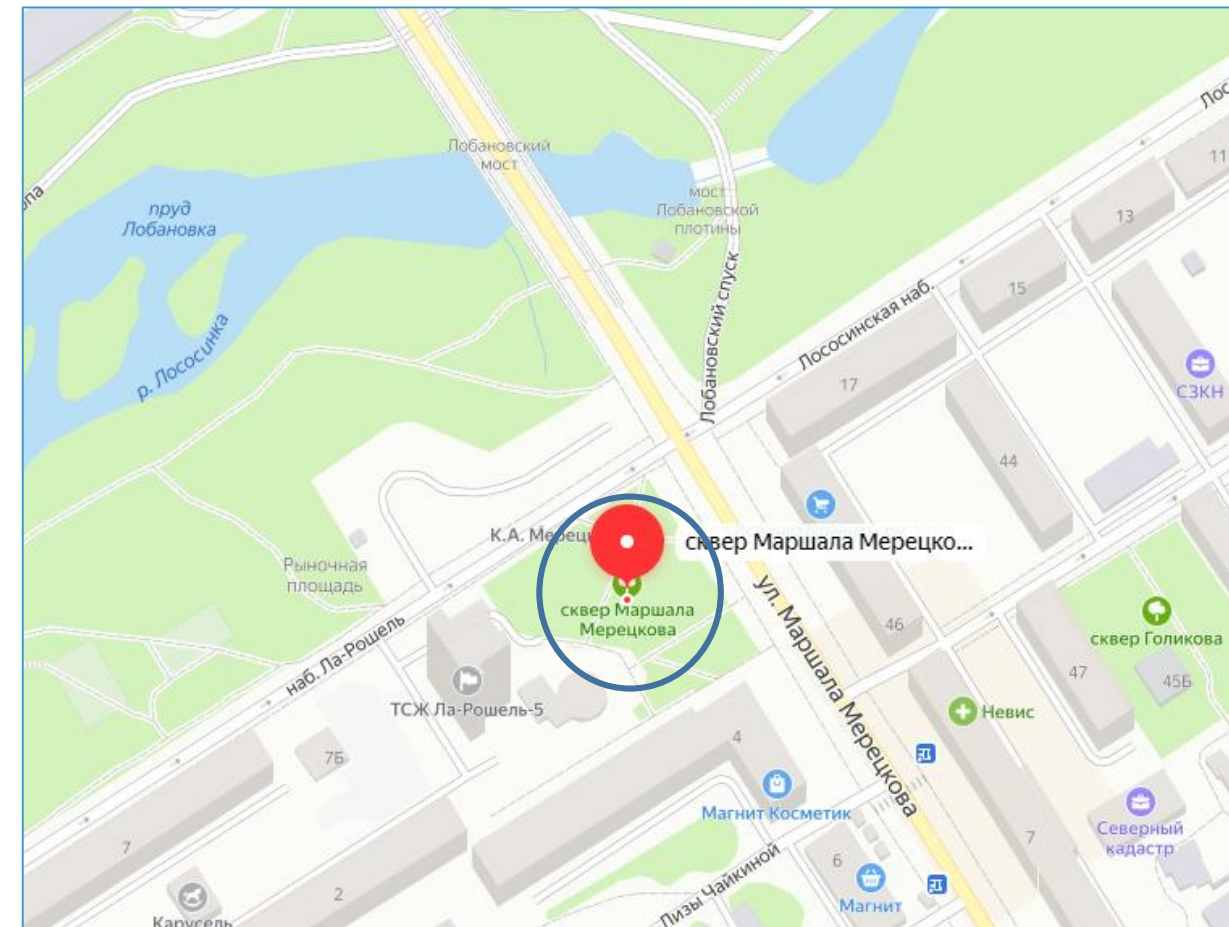 Лобановский
мост
пруд
Лобановка
мост
Лобановской
плотины
р. Лососинка
Лобановский спуск
Лососинская наб.
11
13
15
17
СЗКН
44
К.А. Мерец
сквер Маршала Мерецко...
Рыночная
площадь
сквер Маршала
Мерецкова
наб. Ла-Рошель
ул. Маршала Мерецкова
46
сквер Голикова
47
45Б
ТСЖ Ла-Рошель-5
Невис
7Б
4
Магнит Косметик
Северный
кадастр
7
7
6
Лизы Чайкиной
Магнит
2
Карусель